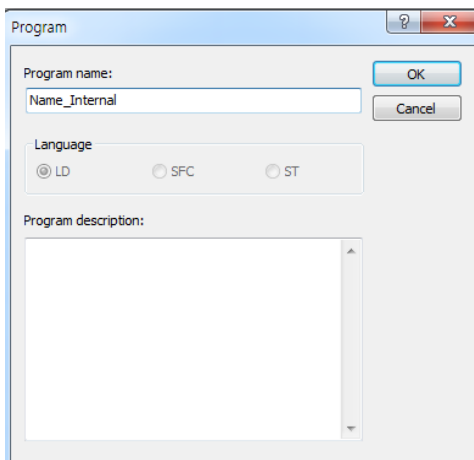 Program
?
X
Program name:
OK
Name_Internal
Cancel
Language
LD SFC ST
Program description: